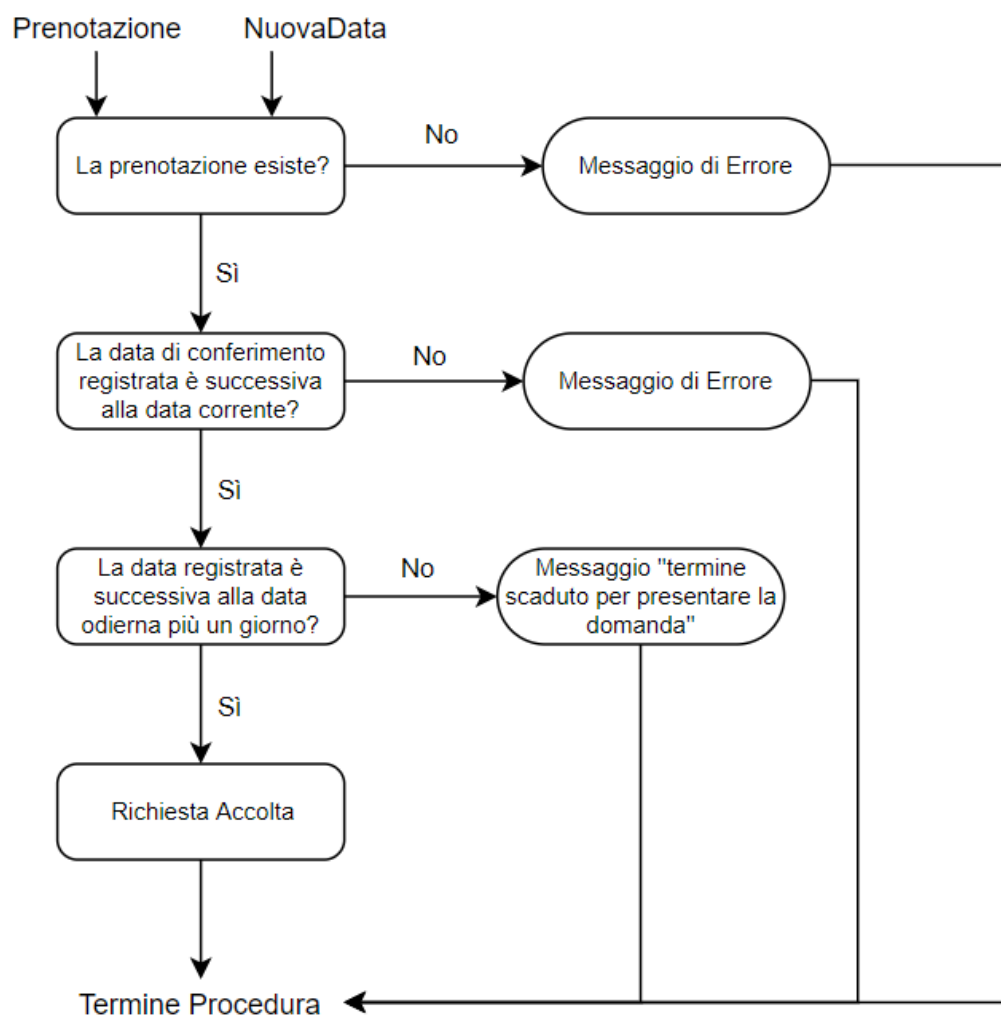 Prenotazione
NuovaData
La prenotazione esiste?
No
Messaggio di Errore
Sì
La data di conferimento
registrata è successiva
alla data corrente?
No
Messaggio di Errore
Sì
La data registrata è
successiva alla data
odierna più un giorno?
No
Messaggio "termine
scaduto per presentare la
domanda"
Sì
Richiesta Accolta
Termine Procedura